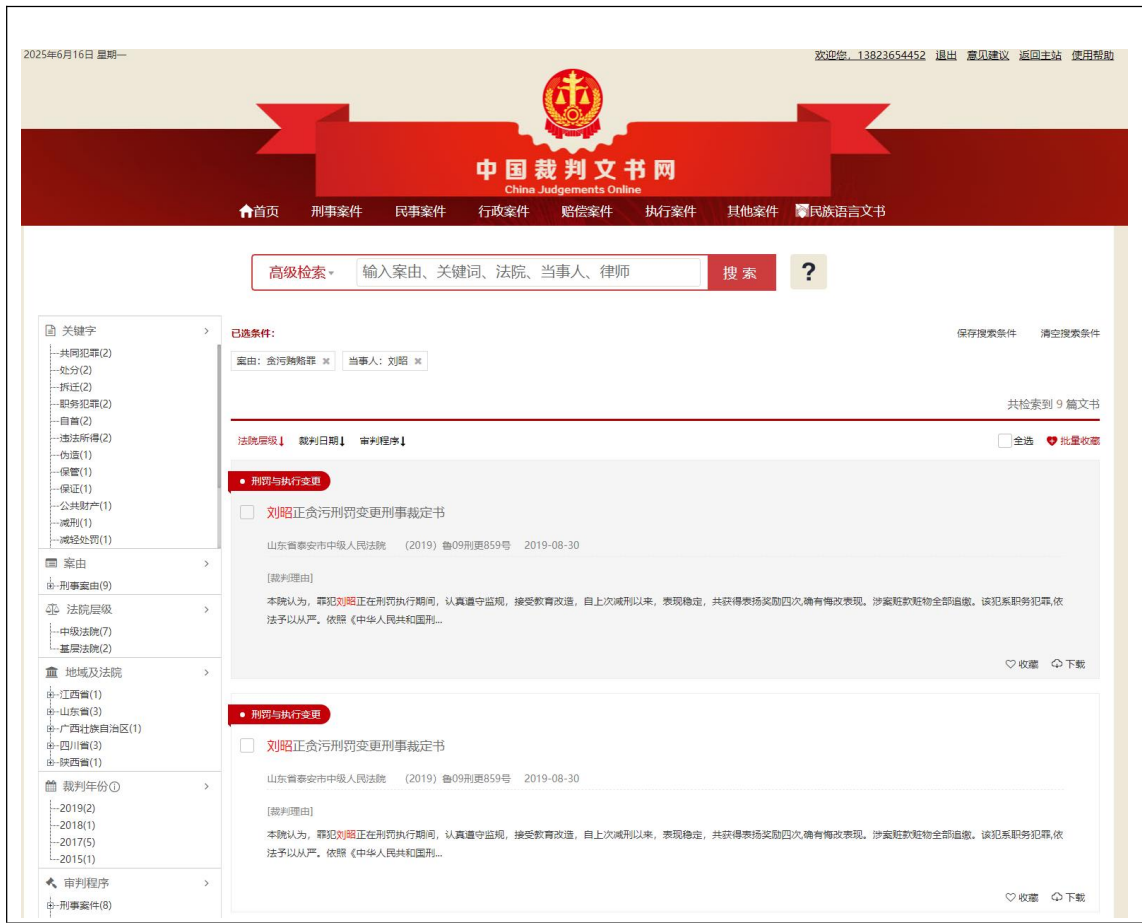 2025年6月16日 星期一
欢迎您，13823654452 退出 意见建议 返回主站 使用帮助
中国裁判文书网
China Judgements Online
首页 刑事案件 民事案件 行政案件 赔偿案件 执行案件 其他案件 民族语言文书
高级检索 输入案由、关键词、法院、当事人、律师 搜索 ?
关键字
共同犯罪(2)
处分(2)
拆迁(2)
职务犯罪(2)
自首(2)
违法所得(2)
伪造(1)
保管(1)
保证(1)
公共财产(1)
减刑(1)
减轻处罚(1)
案由
刑事案由(9)
法院层级
中级法院(7)
基层法院(2)
地域及法院
江西省(1)
山东省(3)
广西壮族自治区(1)
四川省(3)
陕西省(1)
裁判年份
2019(2)
2018(1)
2017(5)
2015(1)
审判程序
刑事案件(8)
已选条件：
保存搜索条件 清空搜索条件
案由：贪污贿赂罪 × 当事人：刘昭 ×
共检索到 9 篇文书
法院层级↓ 裁判日期↓ 审判程序↓
全选 批量收藏
刑罚与执行变更
刘昭正贪污刑罚变更刑事裁定书
山东省泰安市中级人民法院 （2019）鲁09刑更859号 2019-08-30
[裁判理由]
本院认为，罪犯刘昭正在刑罚执行期间，认真遵守监规，接受教育改造，自上次减刑以来，表现稳定，共获得表扬奖励四次,确有悔改表现。涉案赃款赃物全部追缴。该犯系职务犯罪,依
法予以从严。依照《中华人民共和国刑...
收藏 下载
刑罚与执行变更
刘昭正贪污刑罚变更刑事裁定书
山东省泰安市中级人民法院 （2019）鲁09刑更859号 2019-08-30
[裁判理由]
本院认为，罪犯刘昭正在刑罚执行期间，认真遵守监规，接受教育改造，自上次减刑以来，表现稳定，共获得表扬奖励四次,确有悔改表现。涉案赃款赃物全部追缴。该犯系职务犯罪,依
法予以从严。依照《中华人民共和国刑...
收藏 下载